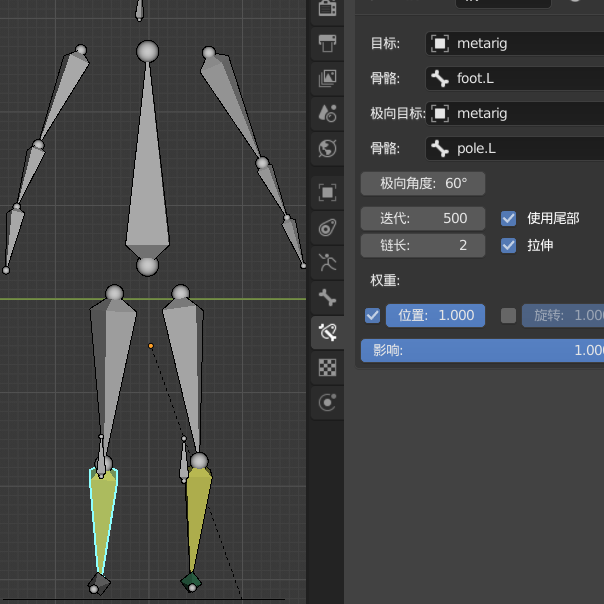 目标: metarig
骨骼: foot.L
极向目标: metarig
骨骼: pole.L
极向角度: 60°
迭代: 500 使用尾部
链长: 2 拉伸
权重:
位置: 1.000 旋转: 1.00
影响: 1.00